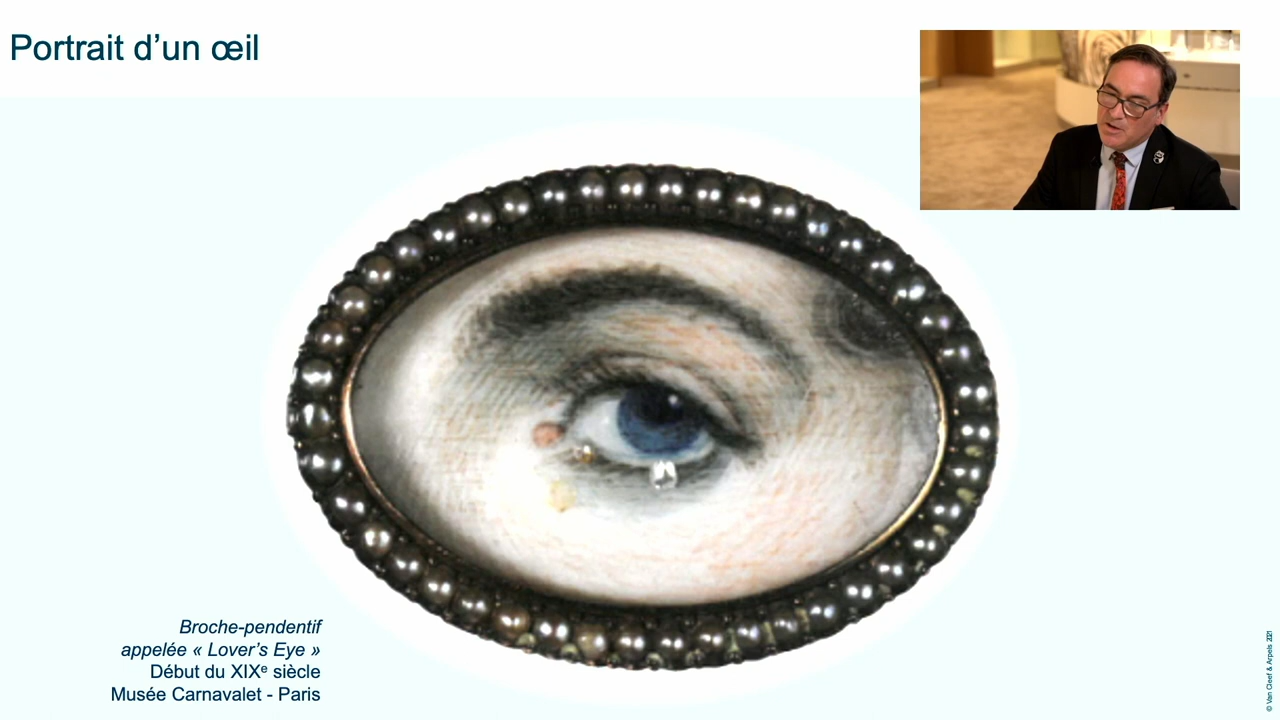 Portrait d’un œil
Broche-pendentif
appelée « Lover’s Eye »
Début du XIXᵉ siècle
Musée Carnavalet - Paris
© Van Cleef & Arpels 2021